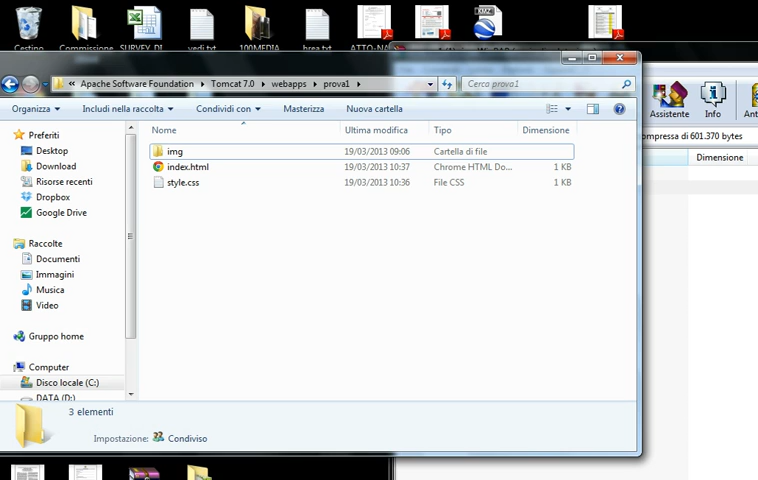 Cestino
Commissione
SURVEY_DI
vedi.txt
100MEDIA
brea.txt
ATTO-NA
KMZ
Apache Software Foundation
Tomcat 7.0
webapps
prova1
Cerca prova1
Organizza
Includi nella raccolta
Condividi con
Masterizza
Nuova cartella
Assistente
Info
Nome
Ultima modifica
Tipo
Dimensione
ompressa di 601.370 bytes
Dimensione
Preferiti
Desktop
Download
Risorse recenti
Dropbox
Google Drive
Raccolte
Documenti
Immagini
Musica
Video
Gruppo home
Computer
Disco locale (C:)
DATA (D:)
img 19/03/2013 09:06 Cartella di file
index.html 19/03/2013 10:37 Chrome HTML Do... 1 KB
style.css 19/03/2013 10:36 File CSS 1 KB
3 elementi
Impostazione: Condiviso